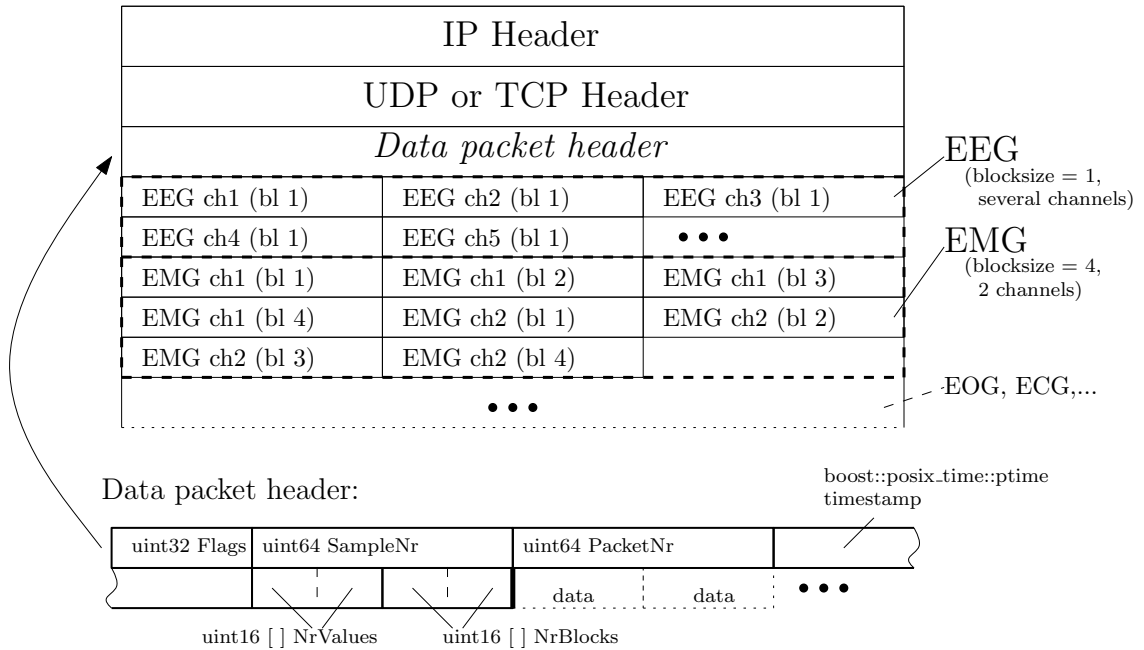 IP Header
UDP or TCP Header
Data packet header
EEG
(blocksize = 1,
several channels)
EEG ch1 (bl 1) EEG ch2 (bl 1) EEG ch3 (bl 1)
EEG ch4 (bl 1) EEG ch5 (bl 1) •••
EMG
(blocksize = 4,
2 channels)
EMG ch1 (bl 1) EMG ch1 (bl 2) EMG ch1 (bl 3)
EMG ch1 (bl 4) EMG ch2 (bl 1) EMG ch2 (bl 2)
EMG ch2 (bl 3) EMG ch2 (bl 4)
••• EOG, ECG,...
Data packet header:
boost::posix_time::ptime
timestamp
uint32 Flags uint64 SampleNr uint64 PacketNr
data data •••
uint16 [ ] NrValues uint16 [ ] NrBlocks